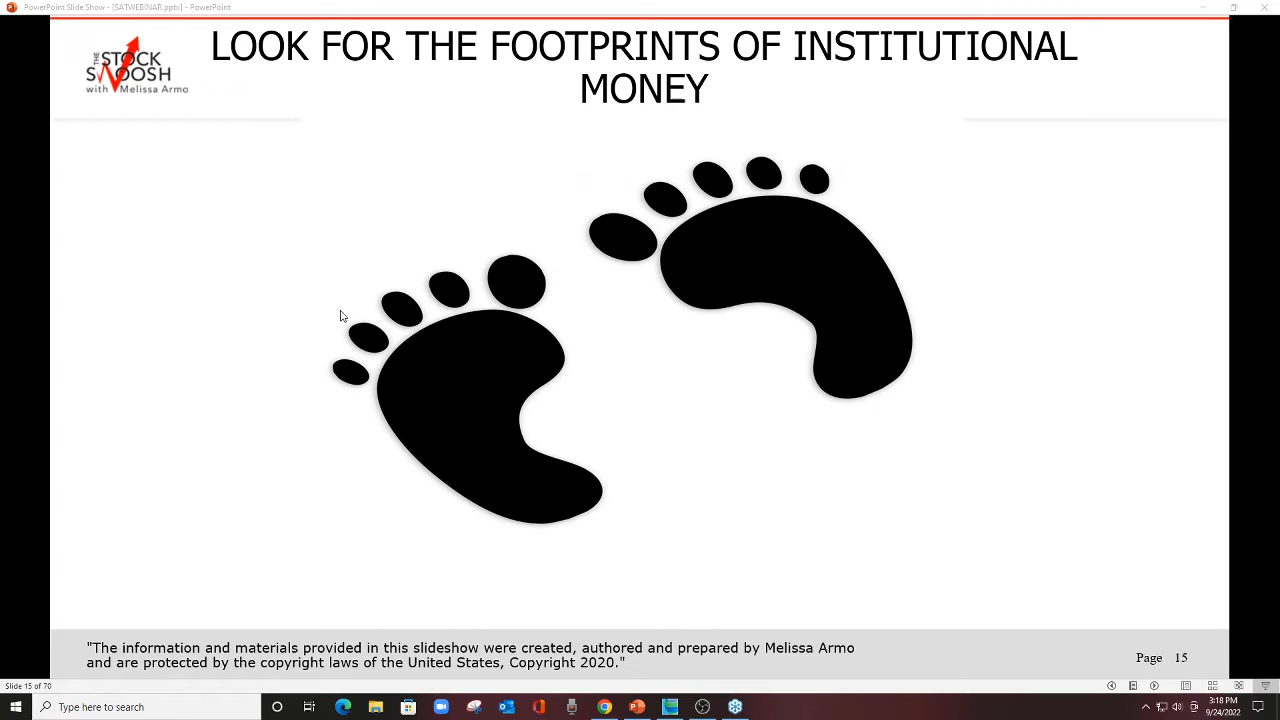 PowerPoint Slide Show - [SATWEBINAR.pptx] - PowerPoint
THE STOCK
SWOOSH
with Melissa Armo
LOOK FOR THE FOOTPRINTS OF INSTITUTIONAL
MONEY
"The information and materials provided in this slideshow were created, authored and prepared by Melissa Armo
and are protected by the copyright laws of the United States, Copyright 2020."
Page 15
Slide 15 of 70
Type here to search
3:18 PM
9/24/2022